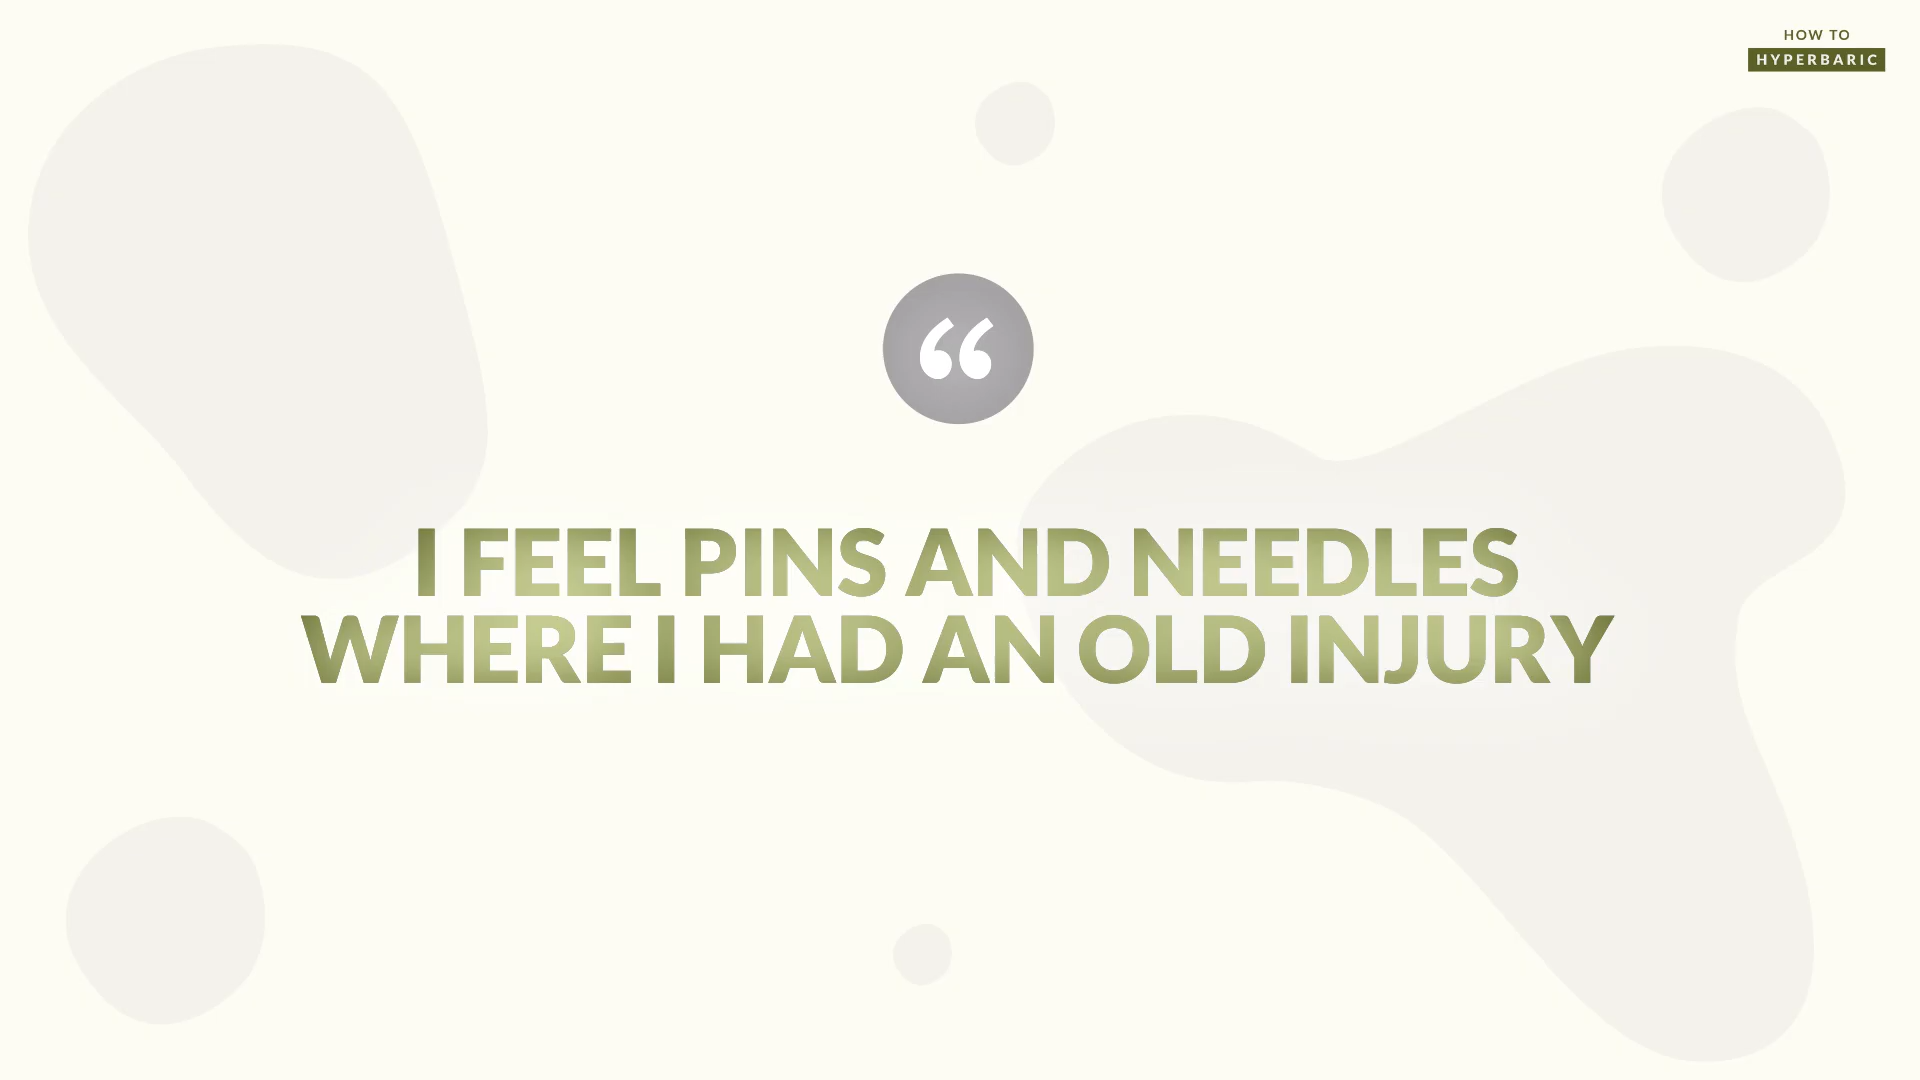 HOW TO
HYPERBARIC
“
I FEEL PINS AND NEEDLES
WHERE I HAD AN OLD INJURY